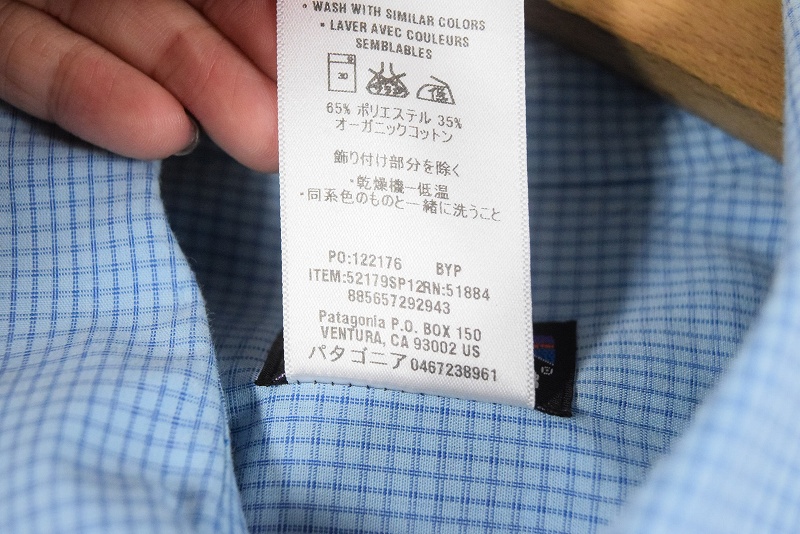 • WASH WITH SIMILAR COLORS
• LAVER AVEC COULEURS
SEMBLABLES
30 低
65% ポリエステル 35%
オーガニックコットン
飾り付け部分を除く
・乾燥機ー低温
・同系色のものと一緒に洗うこと
PO:122176 BYP
ITEM:52179SP12RN:51884
885657292943
Patagonia P.O. BOX 150
VENTURA, CA 93002 US
パタゴニア 0467238961